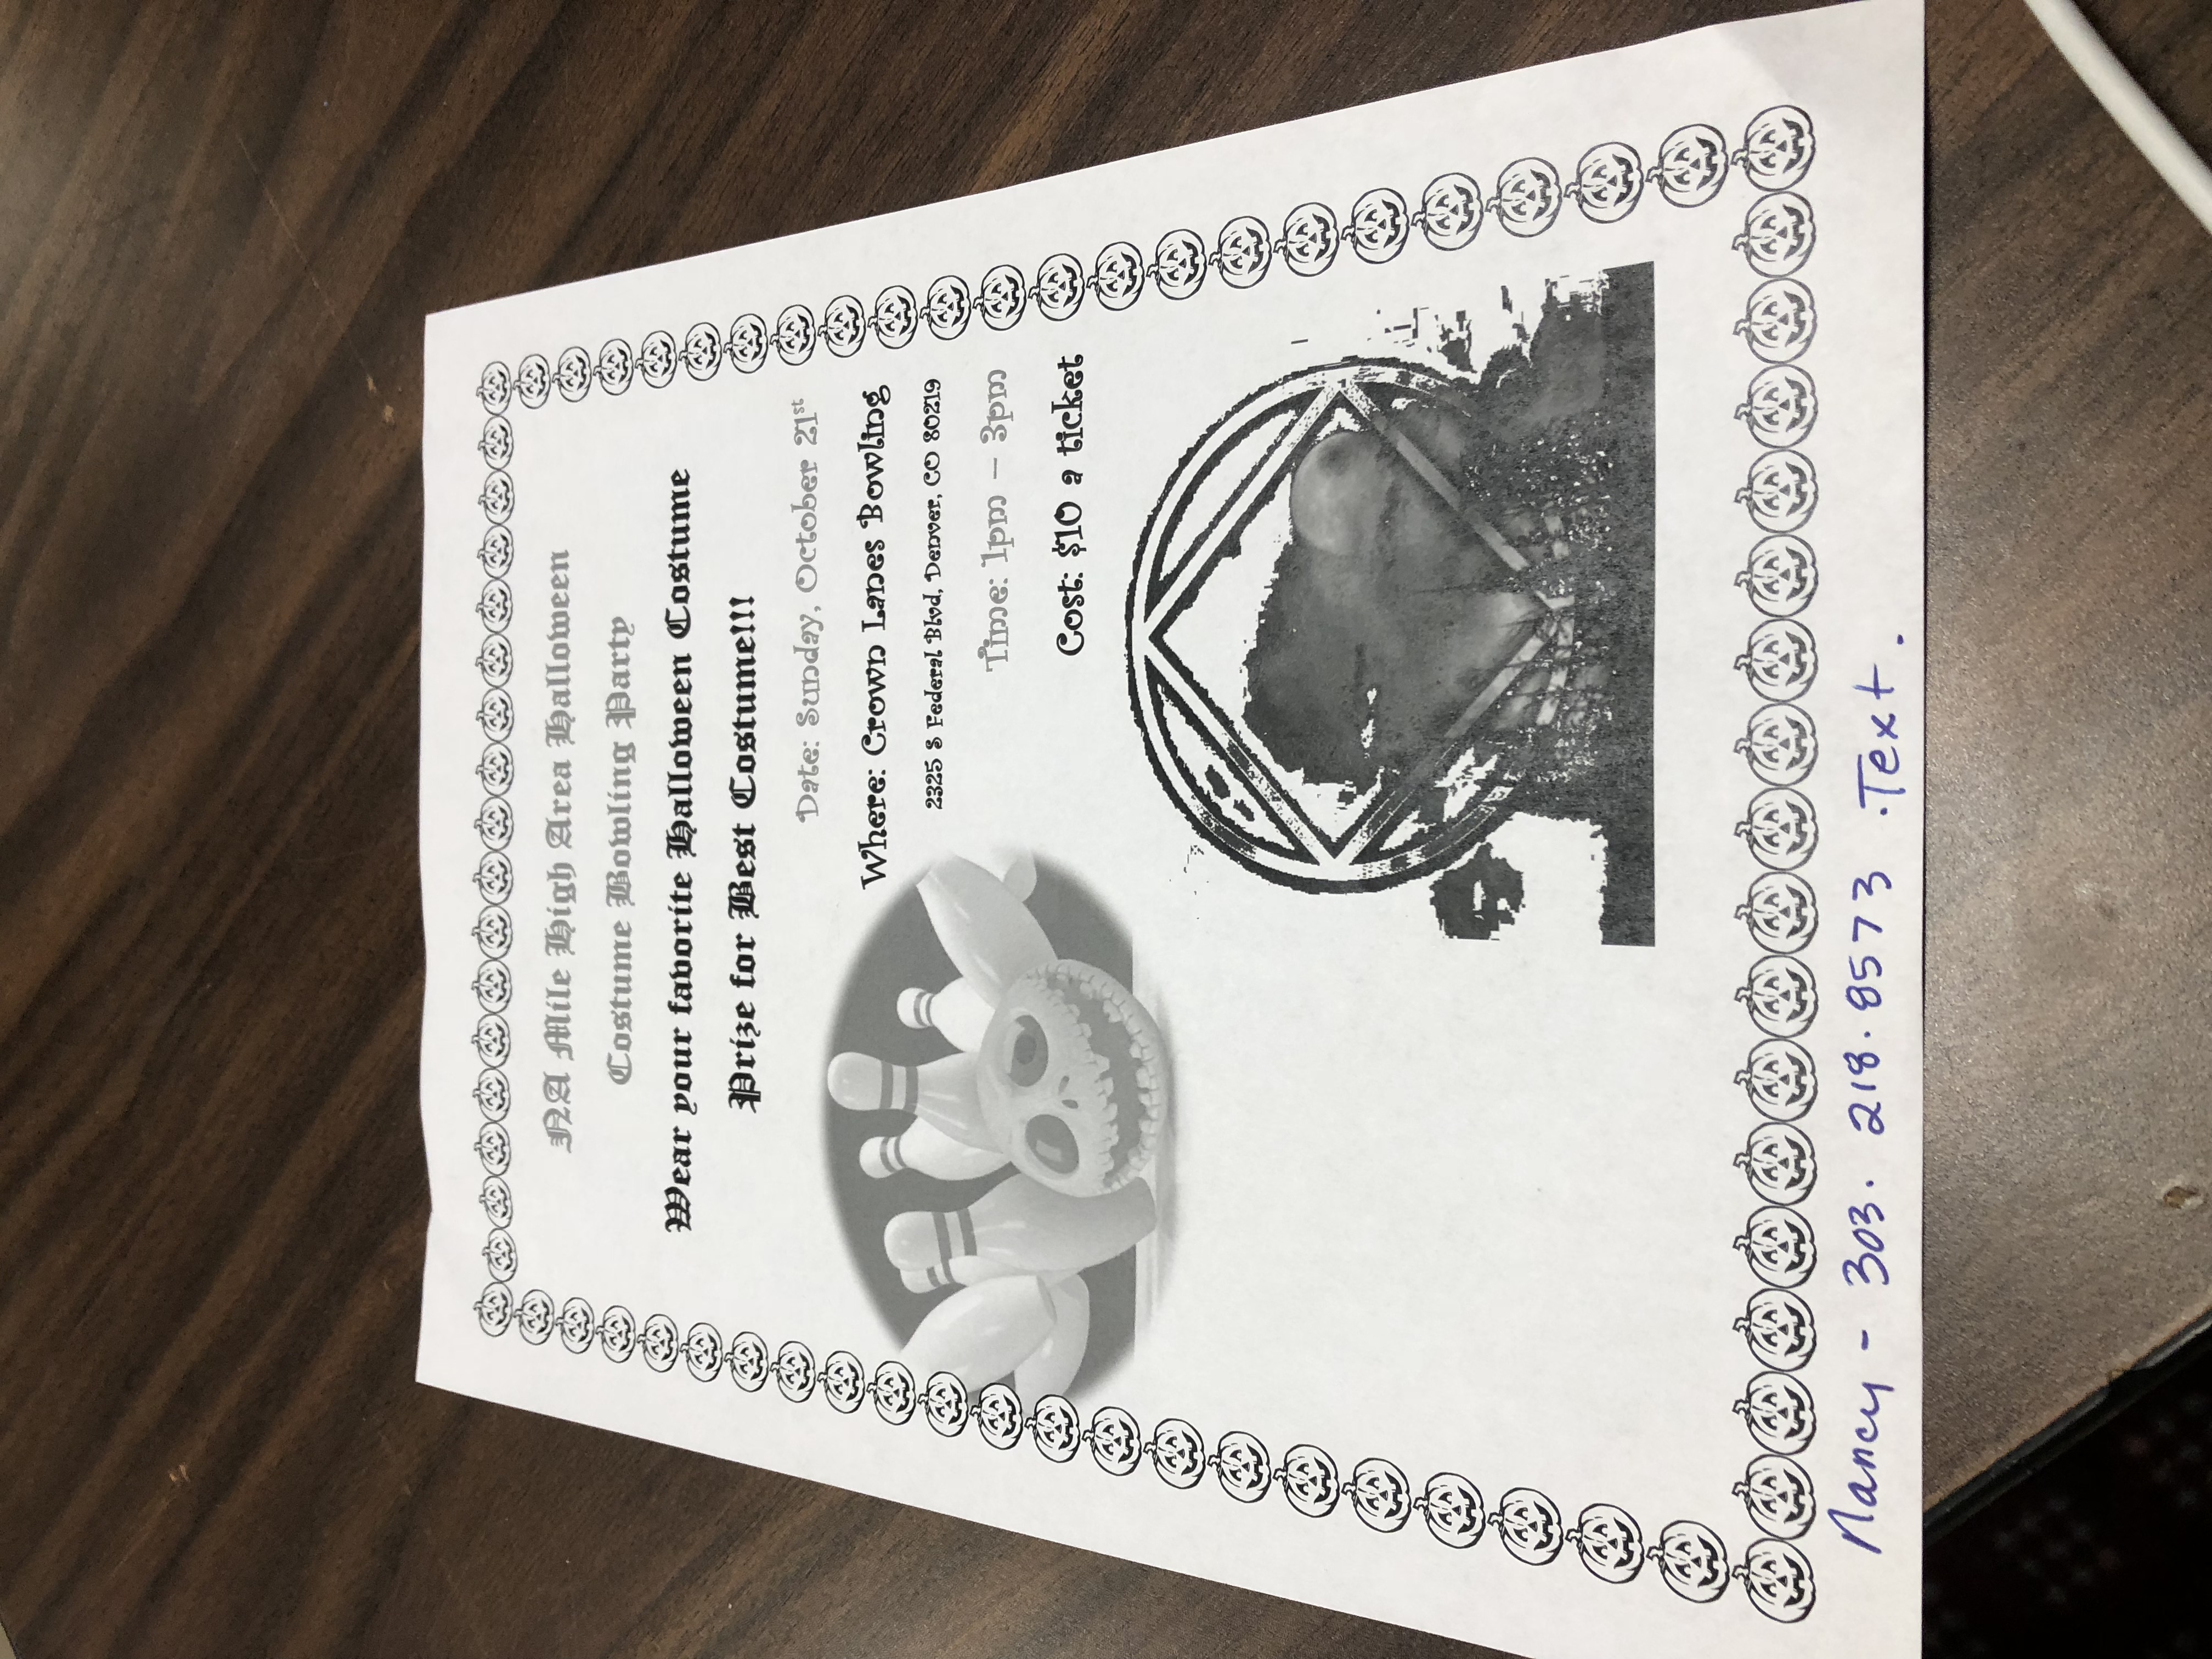 NA Mile High Area Halloween
Costume Bowling Party
Wear your favorite Halloween Costume
Prize for Best Costume!!!
Date: Sunday, October 21st
Where: Crown Lanes Bowling
2325 S Federal Blvd, Denver, CO 80219
Time: 1pm – 3pm
Cost: $10 a ticket
Nancy - 303. 218. 8573 .Text.